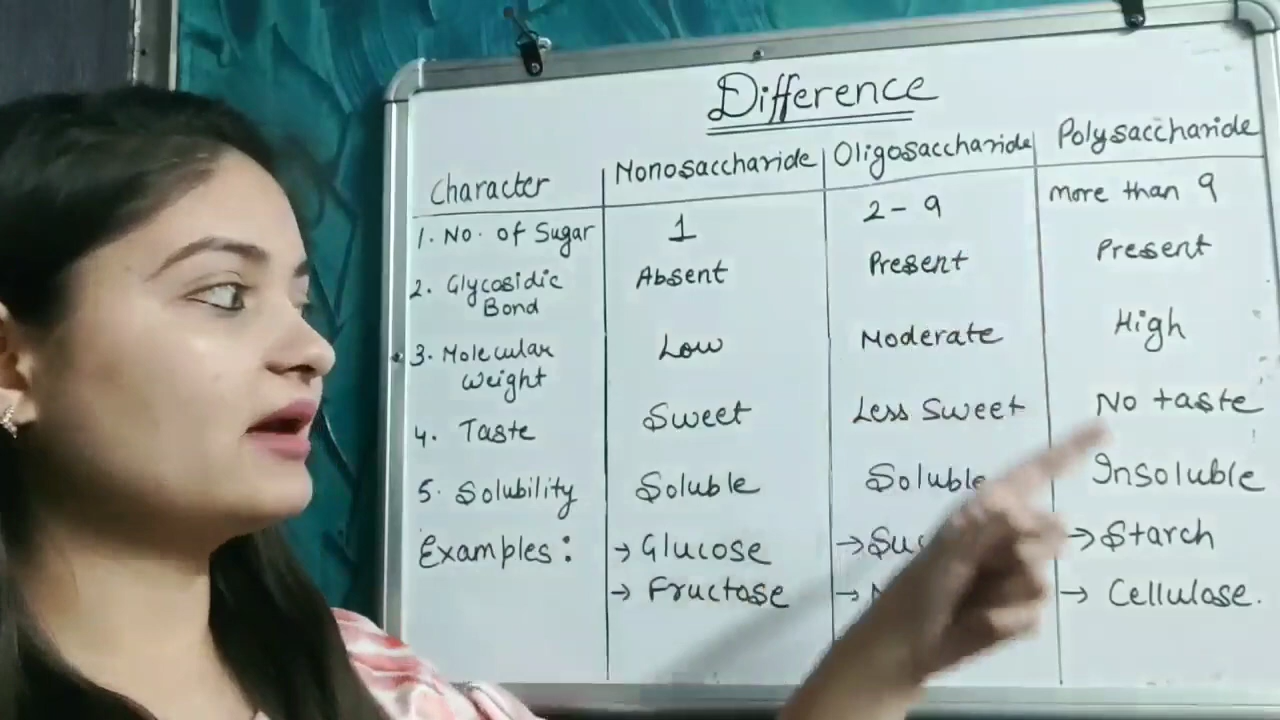 Difference
Character Monosaccharide Oligosaccharide Polysaccharide
1. No. of Sugar 1 2-9 more than 9
2. Glycosidic Bond Absent Present Present
3. Molecular weight Low Moderate High
4. Taste Sweet Less Sweet No taste
5. Solubility Soluble Soluble Insoluble
Examples: → Glucose → → Starch
→ Fructose → → Cellulose.